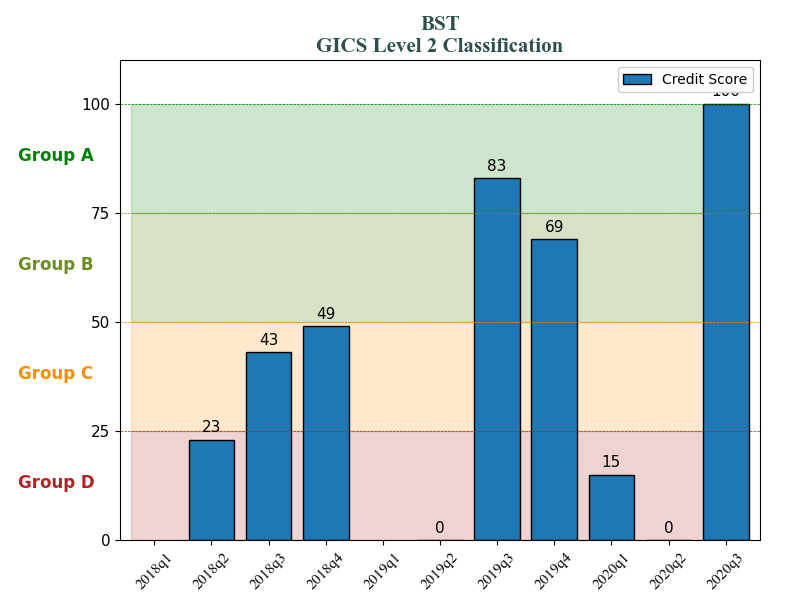 BST
GICS Level 2 Classification
Credit Score
100
100
Group A
83
75
69
Group B
50
49
43
Group C
25
23
15
Group D
0
0
0
2018q1
2018q2
2018q3
2018q4
2019q1
2019q2
2019q3
2019q4
2020q1
2020q2
2020q3